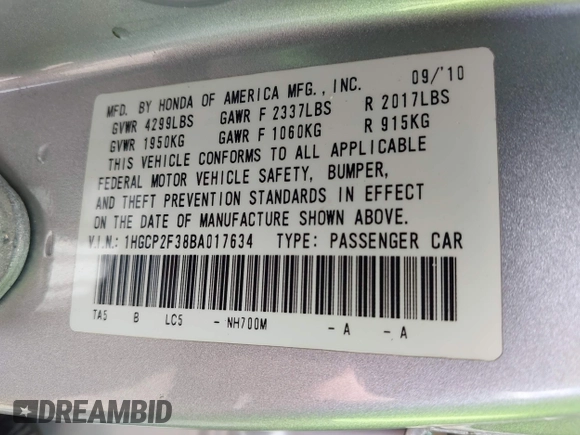 MFD. BY HONDA OF AMERICA MFG., INC. 09/'10
GVWR 4299LBS GAWR F 2337LBS R 2017LBS
GVWR 1950KG GAWR F 1060KG R 915KG
THIS VEHICLE CONFORMS TO ALL APPLICABLE
FEDERAL MOTOR VEHICLE SAFETY, BUMPER,
AND THEFT PREVENTION STANDARDS IN EFFECT
ON THE DATE OF MANUFACTURE SHOWN ABOVE.
V.I.N.: 1HGCP2F38BA017634 TYPE: PASSENGER CAR
TA5 B LC5 - NH700M - A - A
DREAMBID